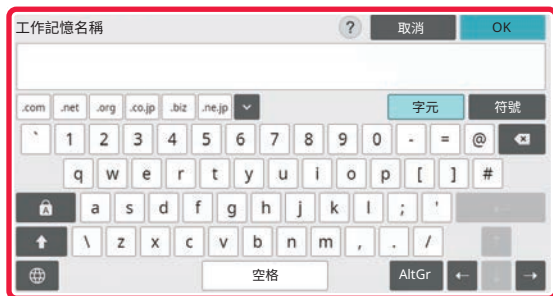 工作記憶名稱 ? 取消 OK
.com .net .org .co.jp .biz .ne.jp 字元 符號
` 1 2 3 4 5 6 7 8 9 0 - = @
q w e r t y u i o p [ ] #
A a s d f g h j k l ; '
\ z x c v b n m , . /
空格 AltGr ← ↓ →